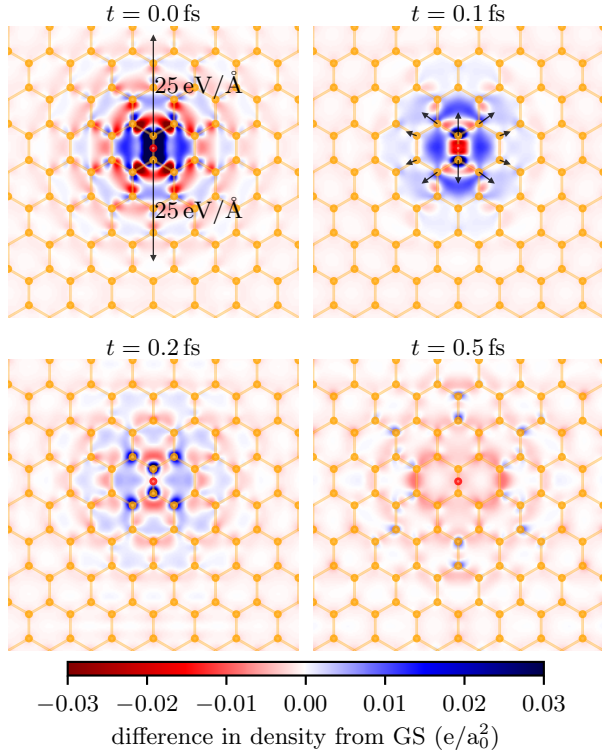 t = 0.0 fs
t = 0.1 fs
25 eV/Å
25 eV/Å
t = 0.2 fs
t = 0.5 fs
−0.03 −0.02 −0.01 0.00 0.01 0.02 0.03
difference in density from GS (e/a₀²)